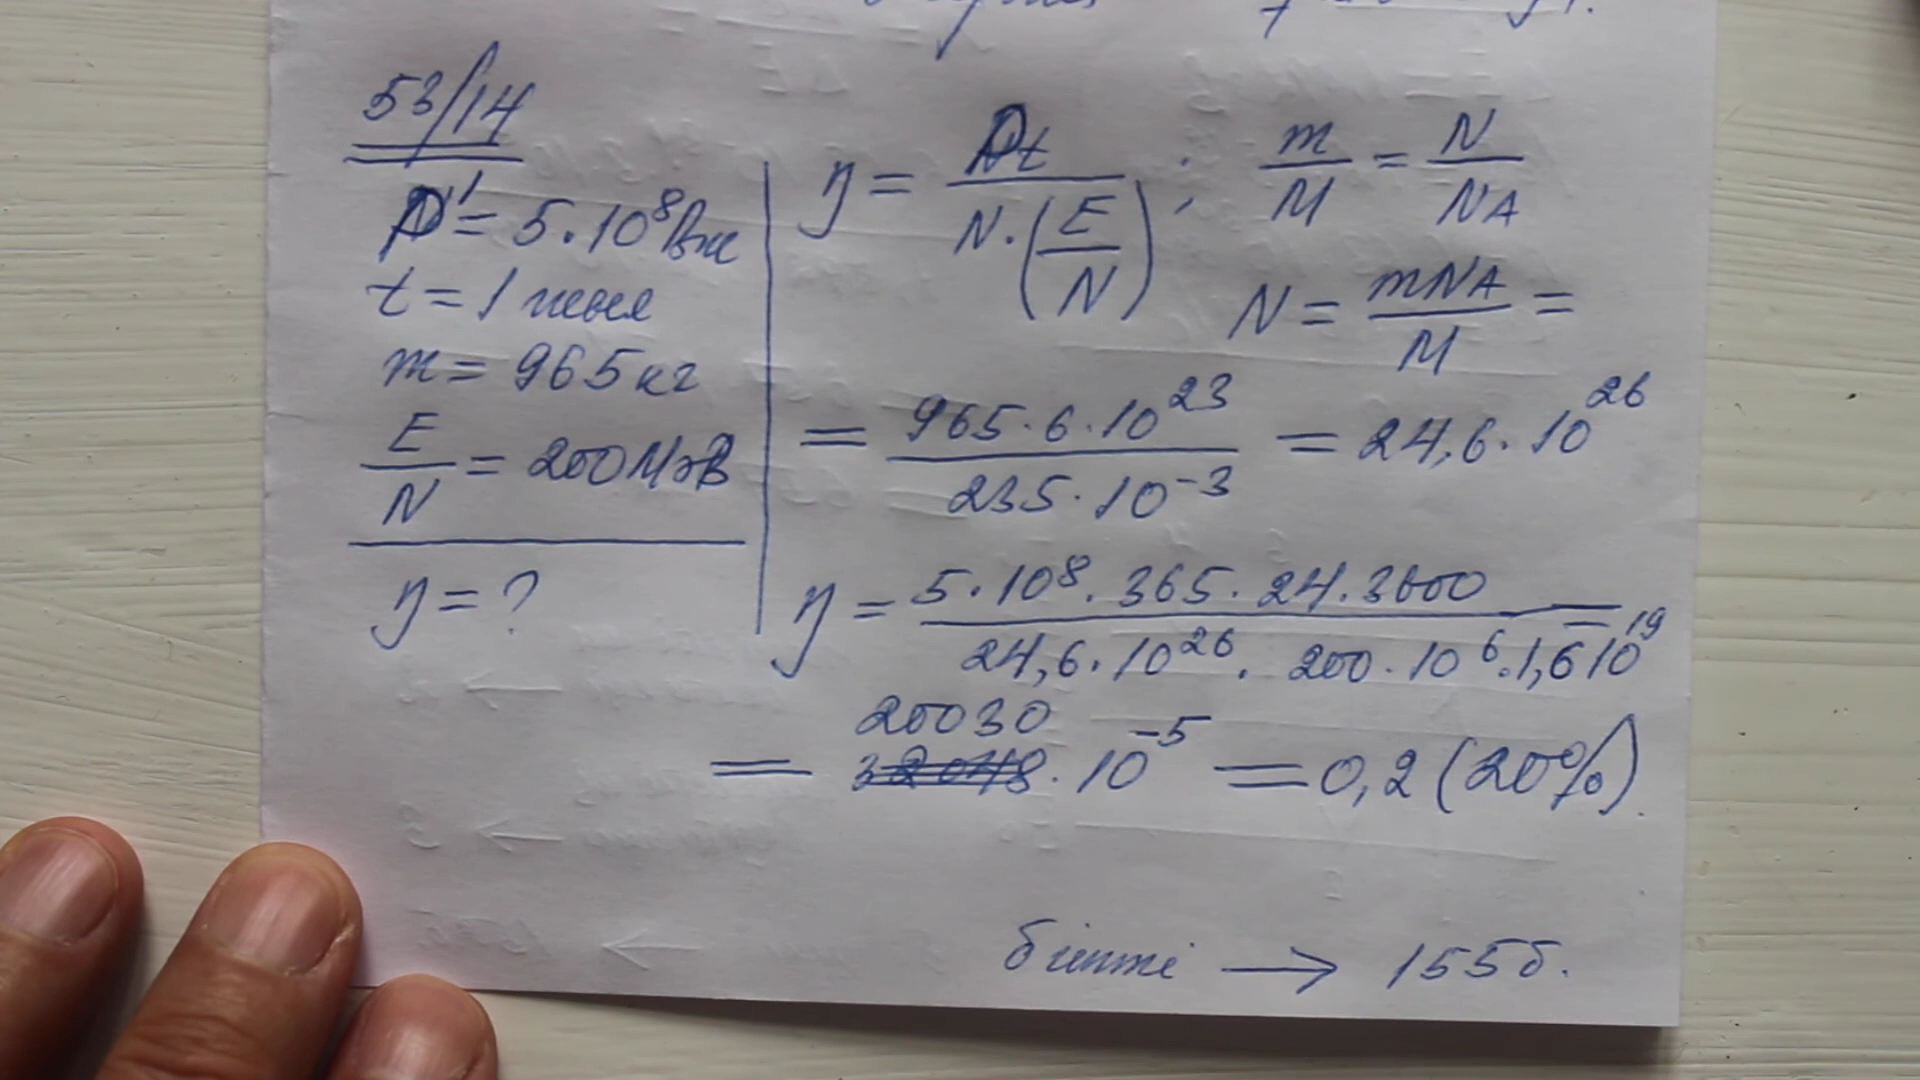 53/14
P' = 5·10⁸ Вт
t = 1 жыл
m = 965 кг
E/N = 200 МэВ
η = ?
η = Pt / N·(E/N) ; m/M = N/NA
N = mNA/M =
= 965·6·10²³ / 235·10⁻³ = 24,6·10²⁶
η = 5·10⁸·365·24·3600 / 24,6·10²⁶·200·10⁶·1,6 10⁻¹⁹ =
20030
= 32048·10⁻⁵ = 0,2 (20%)
бітті → 155б.